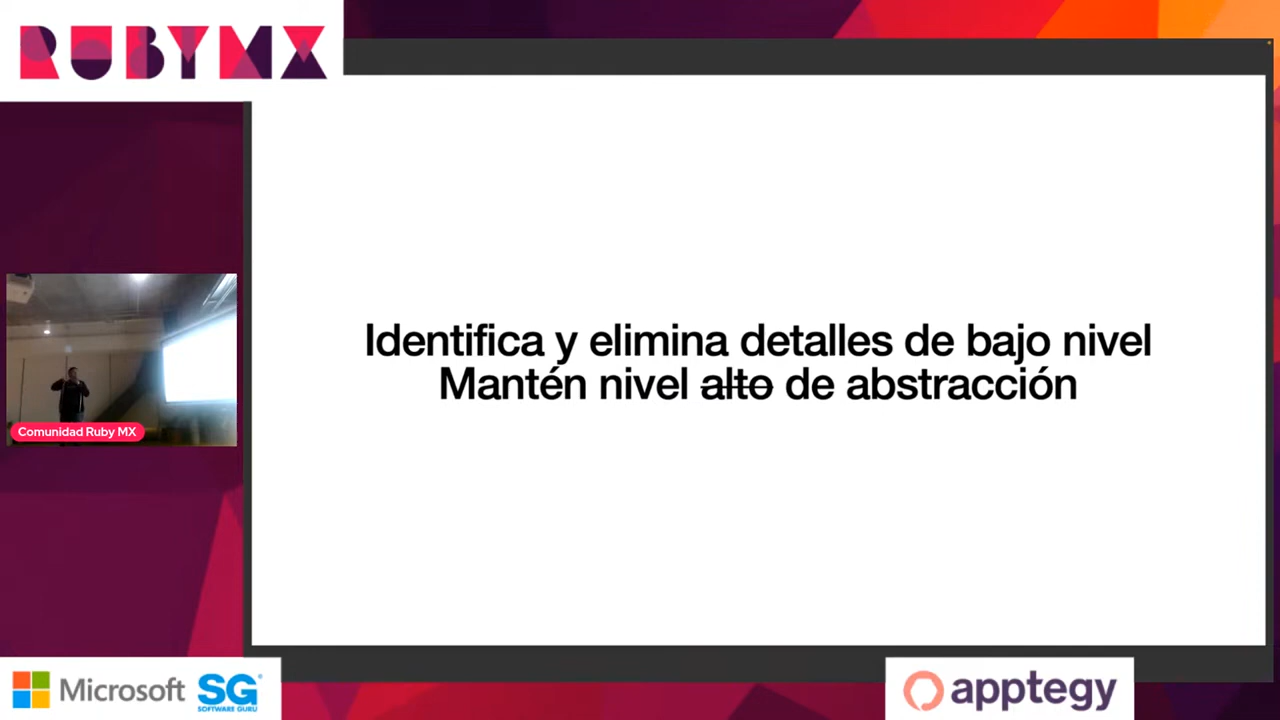 RUBYMX
Identifica y elimina detalles de bajo nivel
Mantén nivel alto de abstracción
Comunidad Ruby MX
Microsoft
SG
SOFTWARE GURU
apptegy